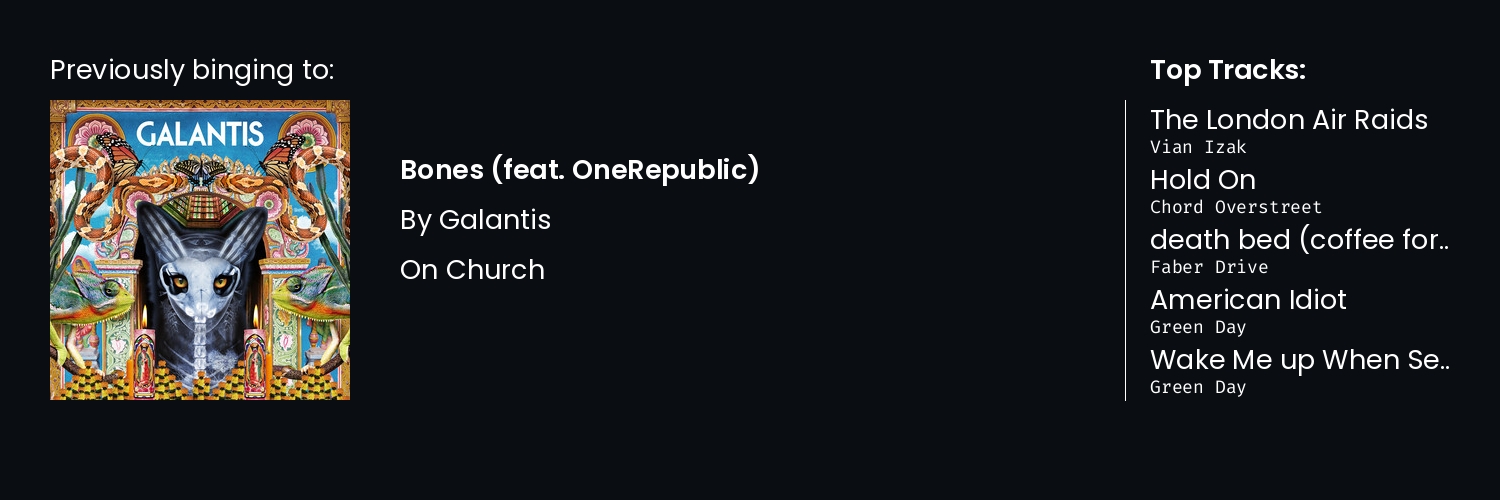 Previously binging to:
GALANTIS
Bones (feat. OneRepublic)
By Galantis
On Church
Top Tracks:
The London Air Raids
Vian Izak
Hold On
Chord Overstreet
death bed (coffee for..
Faber Drive
American Idiot
Green Day
Wake Me up When Se..
Green Day